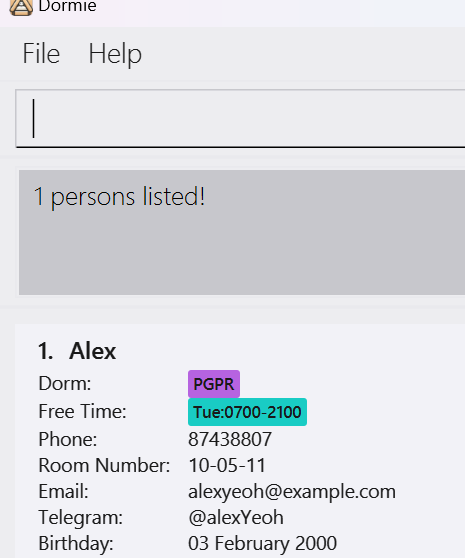 Dormie
File Help
1 persons listed!
1. Alex
Dorm: PGPR
Free Time: Tue:0700-2100
Phone: 87438807
Room Number: 10-05-11
Email: alexyeoh@example.com
Telegram: @alexYeoh
Birthday: 03 February 2000